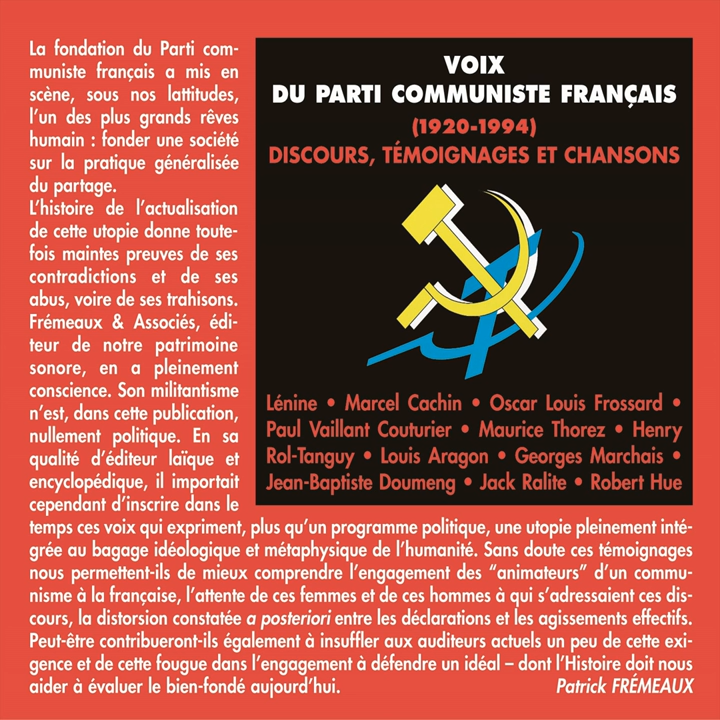 La fondation du Parti com-
muniste français a mis en
scène, sous nos lattitudes,
l'un des plus grands rêves
humain : fonder une société
sur la pratique généralisée
du partage.
L'histoire de l'actualisation
de cette utopie donne toute-
fois maintes preuves de ses
contradictions et de ses
abus, voire de ses trahisons.
Frémeaux & Associés, édi-
teur de notre patrimoine
sonore, en a pleinement
conscience. Son militantisme
n'est, dans cette publication,
nullement politique. En sa
qualité d'éditeur laïque et
encyclopédique, il importait
cependant d'inscrire dans le
temps ces voix qui expriment, plus qu'un programme politique, une utopie pleinement inté-
grée au bagage idéologique et métaphysique de l'humanité. Sans doute ces témoignages
nous permettent-ils de mieux comprendre l'engagement des "animateurs" d'un commu-
nisme à la française, l'attente de ces femmes et de ces hommes à qui s'adressaient ces dis-
cours, la distorsion constatée a posteriori entre les déclarations et les agissements effectifs.
Peut-être contribueront-ils également à insuffler aux auditeurs actuels un peu de cette exi-
gence et de cette fougue dans l'engagement à défendre un idéal – dont l'Histoire doit nous
aider à évaluer le bien-fondé aujourd'hui.
Patrick FRÉMEAUX
VOIX
DU PARTI COMMUNISTE FRANÇAIS
(1920-1994)
DISCOURS, TÉMOIGNAGES ET CHANSONS
Lénine • Marcel Cachin • Oscar Louis Frossard •
Paul Vaillant Couturier • Maurice Thorez • Henry
Rol-Tanguy • Louis Aragon • Georges Marchais •
Jean-Baptiste Doumeng • Jack Ralite • Robert Hue